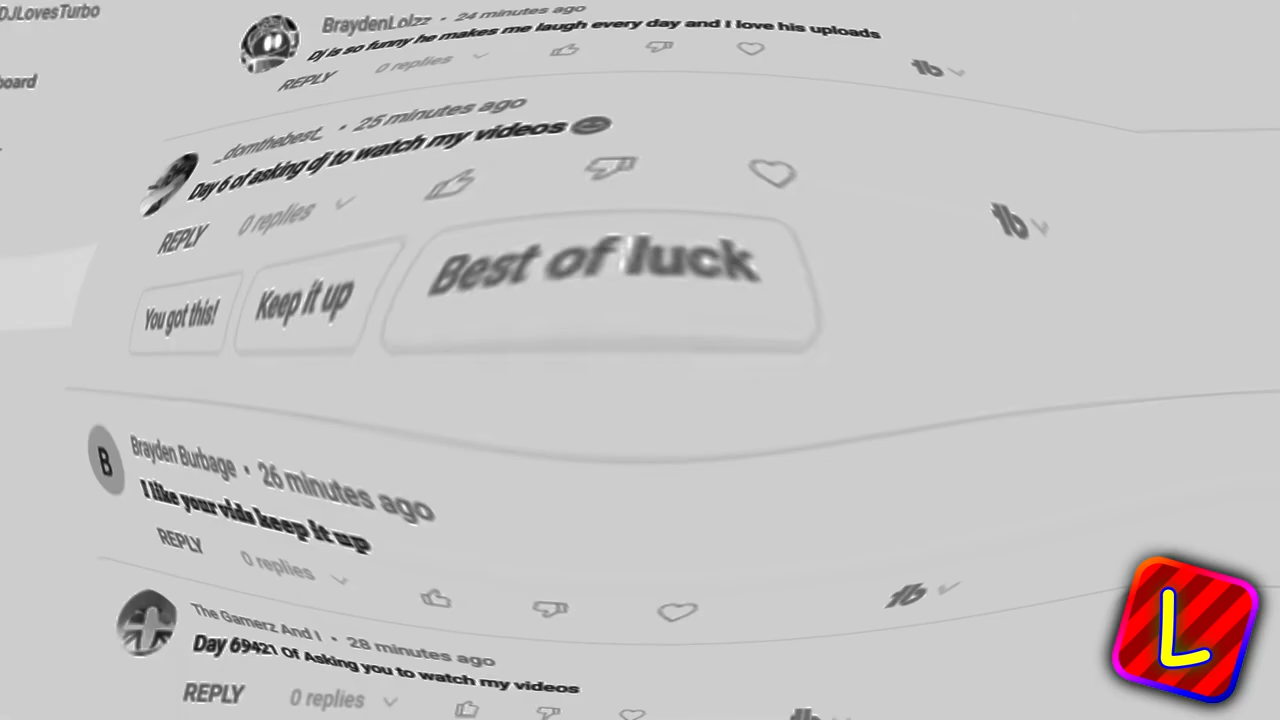 DJLovesTurbo
board
BraydenLolzz • 24 minutes ago
Dj is so funny he makes me laugh every day and I love his uploads
REPLY 0 replies
_domthebest_ • 25 minutes ago
Day 6 of asking dj to watch my videos
REPLY 0 replies
You got this! Keep it up Best of luck
B
Brayden Burbage • 26 minutes ago
I like your vids keep it up
REPLY 0 replies
The Gamerz And I • 28 minutes ago
Day 69421 Of Asking you to watch my videos
REPLY 0 replies
L